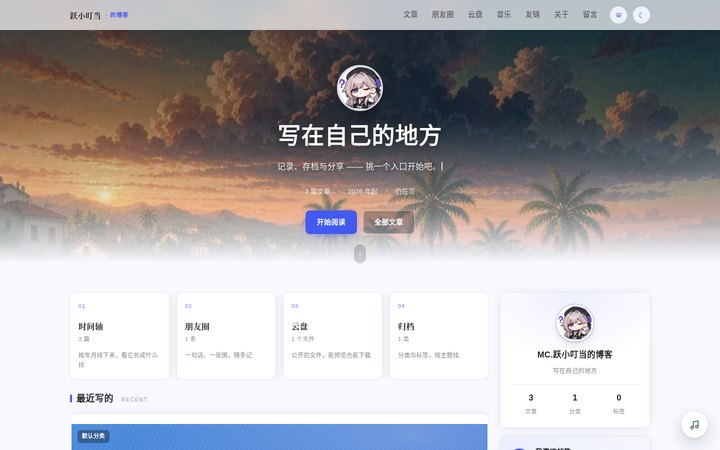 跃小叮当 · 的博客
文章 朋友圈 云盘 音乐 友链 关于 留言
写在自己的地方
记录、存档与分享 —— 挑一个入口开始吧。
3 篇文章 · 2026 年起 · 仍在写
开始阅读 全部文章
01
时间轴
3 篇
按年月排下来，看它长成什么样
02
朋友圈
1 条
一句话、一张图，随手记
03
云盘
1 个文件
公开的文件，能预览也能下载
04
归档
1 类
分类与标签，按主题找
最近写的 RECENT
默认分类
MC.跃小叮当的博客
写在自己的地方
3 1 0
文章 分类 标签